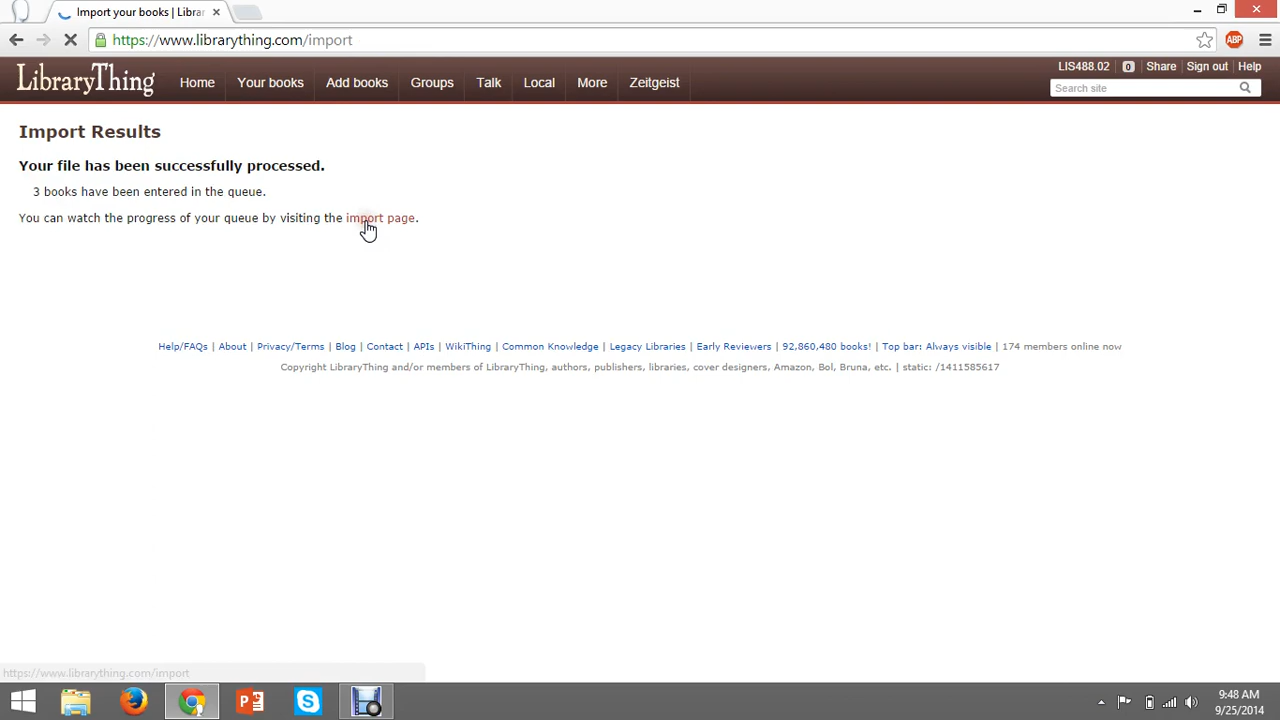 Import your books | Librar
https://www.librarything.com/import
ABP
LibraryThing
Home
Your books
Add books
Groups
Talk
Local
More
Zeitgeist
LIS488.02
0
Share
Sign out
Help
Search site
Import Results
Your file has been successfully processed.
3 books have been entered in the queue.
You can watch the progress of your queue by visiting the import page.
Help/FAQs | About | Privacy/Terms | Blog | Contact | APIs | WikiThing | Common Knowledge | Legacy Libraries | Early Reviewers | 92,860,480 books! | Top bar: Always visible | 174 members online now
Copyright LibraryThing and/or members of LibraryThing, authors, publishers, libraries, cover designers, Amazon, Bol, Bruna, etc. | static: /1411585617
https://www.librarything.com/import
9:48 AM
9/25/2014